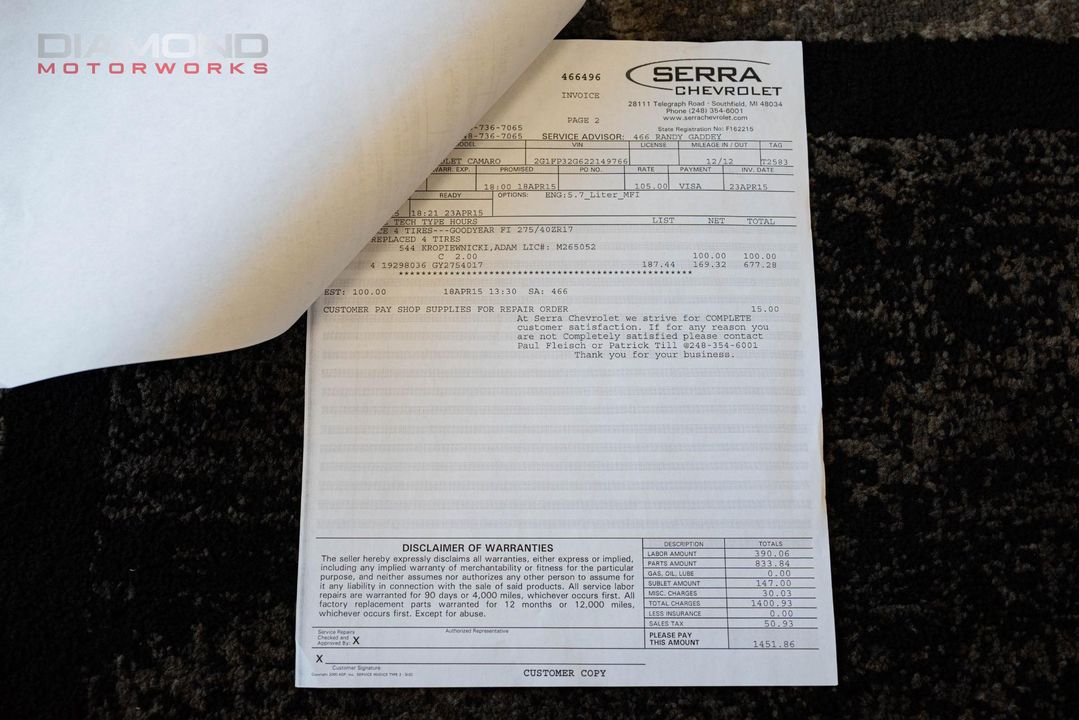 DIAMOND
MOTORWORKS
466496
INVOICE
PAGE 2
SERRA
CHEVROLET
28111 Telegraph Road - Southfield, MI 48034
Phone (248) 354-6001
www.serrachevrolet.com
State Registration No: F162215
-736-7065
8-736-7065 SERVICE ADVISOR: 466 RANDY GADDEY
VIN LICENSE MILEAGE IN / OUT TAG
CAMARO 2G1FP32G622149766 12/12 T2583
WARR. EXP. PROMISED PO NO. RATE PAYMENT INV. DATE
18:00 18APR15 105.00 VISA 23APR15
READY OPTIONS: ENG:5.7_Liter_MFI
18:21 23APR15
TECH TYPE HOURS LIST NET TOTAL
4 TIRES---GOODYEAR FI 275/40ZR17
REPLACED 4 TIRES
544 KROPIEWNICKI,ADAM LIC#: M265052
C 2.00 100.00 100.00
4 19298036 GY2754017 187.44 169.32 677.28
EST: 100.00 18APR15 13:30 SA: 466
CUSTOMER PAY SHOP SUPPLIES FOR REPAIR ORDER 15.00
At Serra Chevrolet we strive for COMPLETE
customer satisfaction. If for any reason you
are not Completely satisfied please contact
Paul Fleisch or Patrick Till @248-354-6001
Thank you for your business.
DISCLAIMER OF WARRANTIES
The seller hereby expressly disclaims all warranties, either express or implied,
including any implied warranty of merchantability or fitness for the particular
purpose, and neither assumes nor authorizes any other person to assume for
it any liability in connection with the sale of said products. All service labor
repairs are warranted for 90 days or 4,000 miles, whichever occurs first. All
factory replacement parts warranted for 12 months or 12,000 miles,
whichever occurs first. Except for abuse.
DESCRIPTION TOTALS
LABOR AMOUNT 390.06
PARTS AMOUNT 833.84
GAS, OIL, LUBE 0.00
SUBLET AMOUNT 147.00
MISC. CHARGES 30.03
TOTAL CHARGES 1400.93
LESS INSURANCE 0.00
SALES TAX 50.93
PLEASE PAY
THIS AMOUNT 1451.86
Service Repairs
Checked and
Approved By: X
Authorized Representative
X
Customer Signature
CUSTOMER COPY